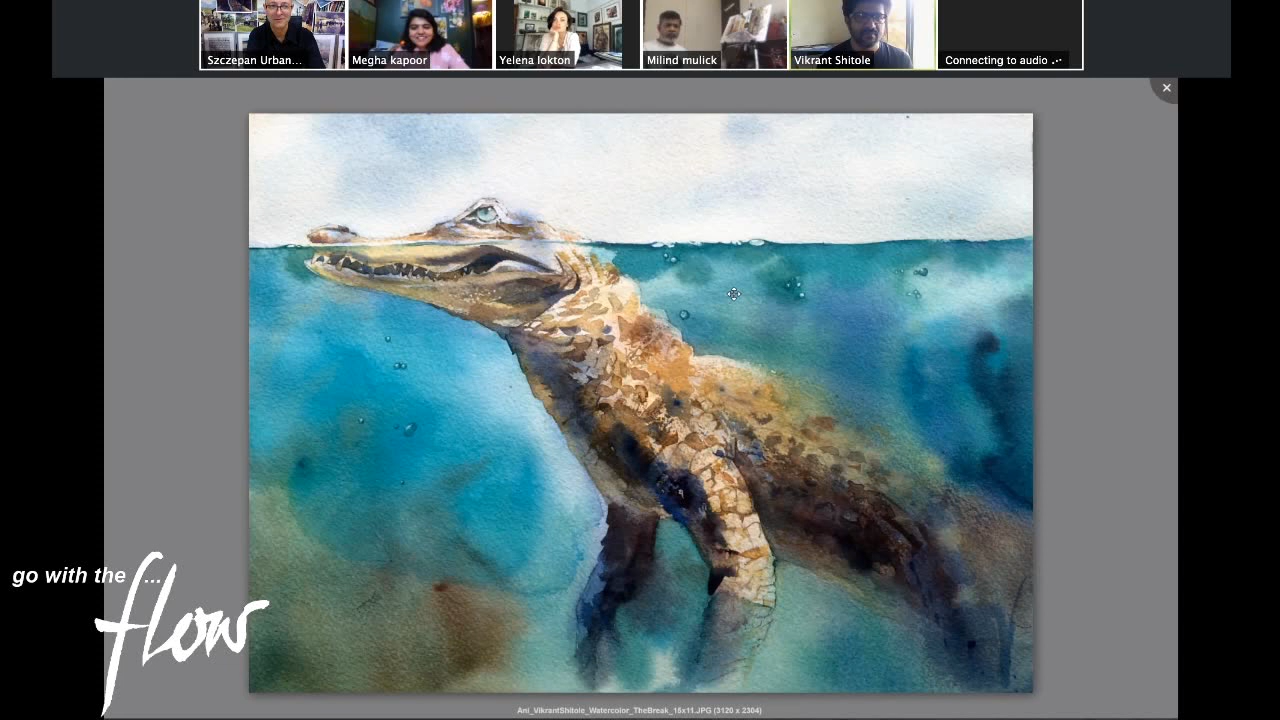 Szczepan Urban...
Megha kapoor
Yelena lokton
Milind mulick
Vikrant Shitole
Connecting to audio ...
go with the ...
flow
Ani_VikrantShitole_Watercolor_TheBreak_15x11.JPG (3120 x 2304)